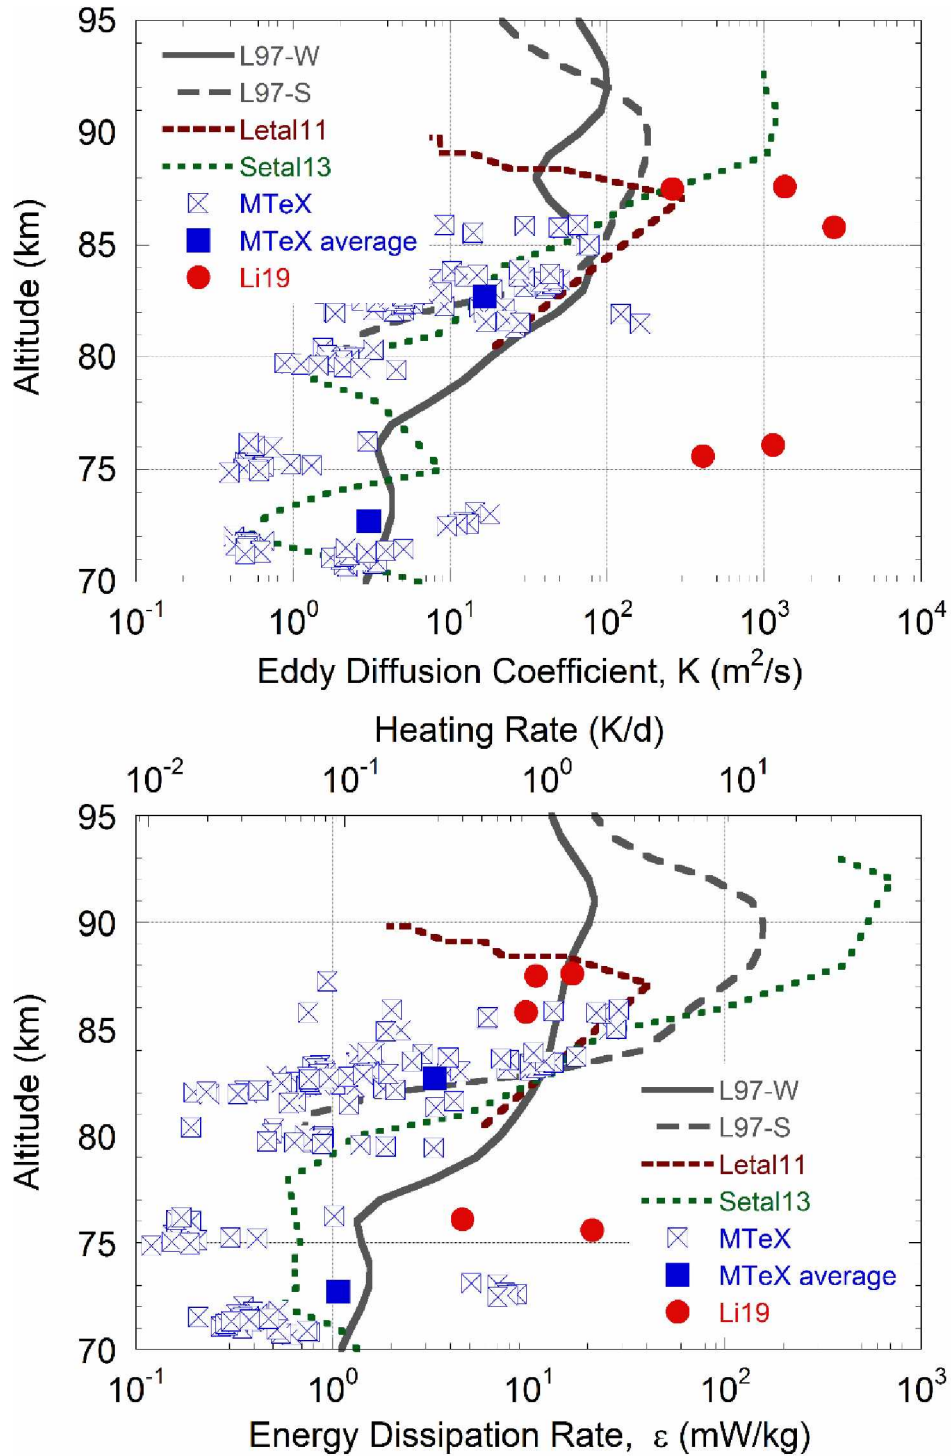 95
90
85
80
75
70
Altitude (km)
L97-W
L97-S
Letal11
Setal13
MTeX
MTeX average
Li19
10⁻¹ 10⁰ 10¹ 10² 10³ 10⁴
Eddy Diffusion Coefficient, K (m²/s)
Heating Rate (K/d)
10⁻² 10⁻¹ 10⁰ 10¹
95
90
85
80
75
70
Altitude (km)
L97-W
L97-S
Letal11
Setal13
MTeX
MTeX average
Li19
10⁻¹ 10⁰ 10¹ 10² 10³
Energy Dissipation Rate, ε (mW/kg)